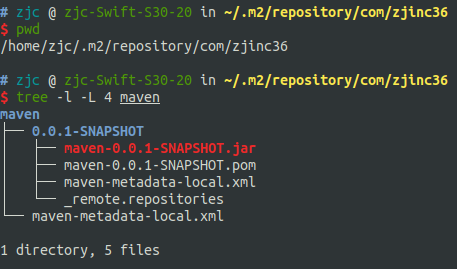 # zjc @ zjc-Swift-S30-20 in ~/.m2/repository/com/zjinc36
$ pwd
/home/zjc/.m2/repository/com/zjinc36
# zjc @ zjc-Swift-S30-20 in ~/.m2/repository/com/zjinc36
$ tree -l -L 4 maven
maven
├── 0.0.1-SNAPSHOT
│   ├── maven-0.0.1-SNAPSHOT.jar
│   ├── maven-0.0.1-SNAPSHOT.pom
│   ├── maven-metadata-local.xml
│   └── _remote.repositories
└── maven-metadata-local.xml
1 directory, 5 files